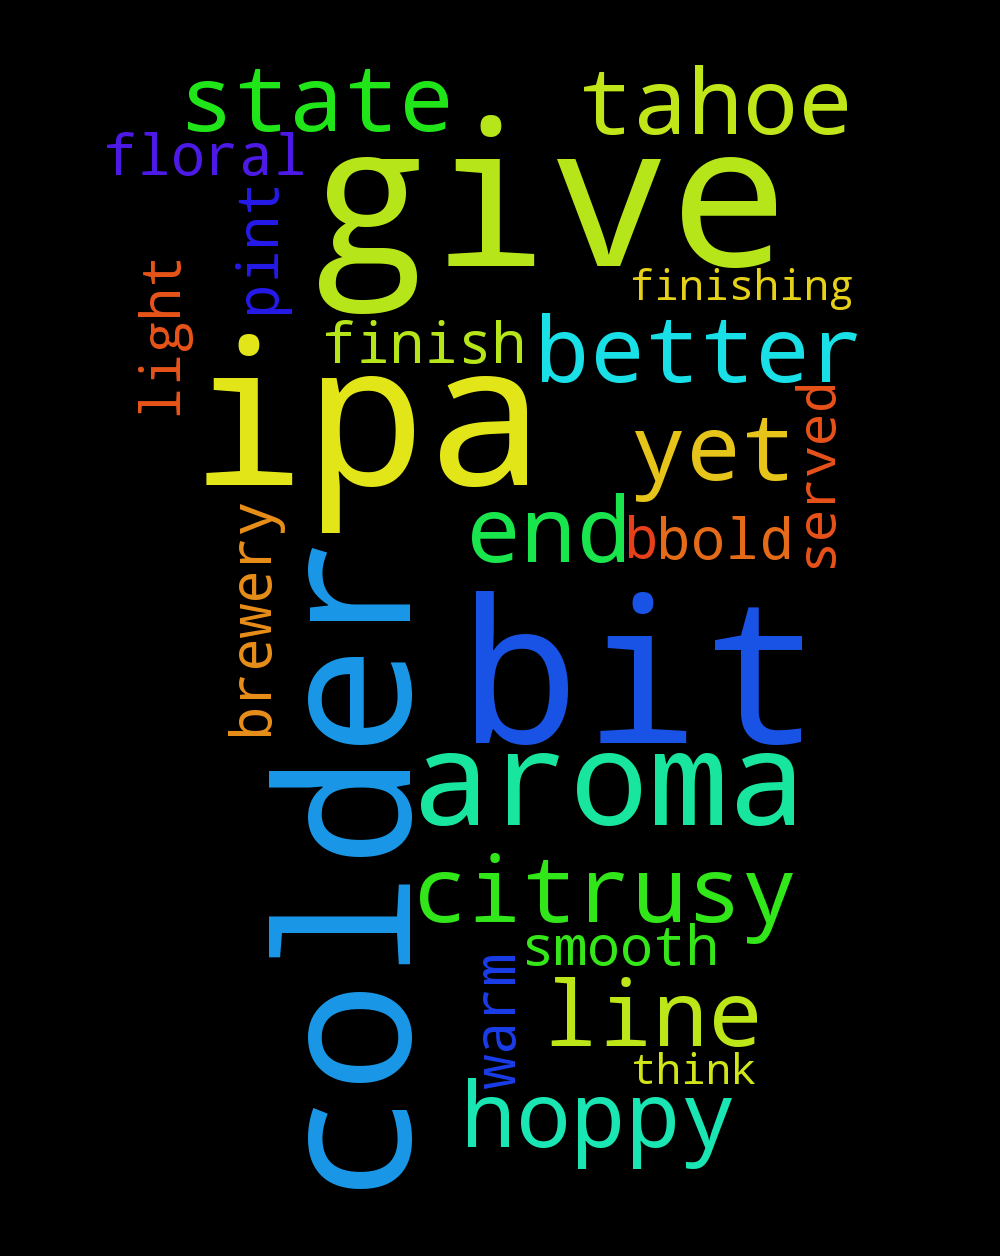 state
tahoe
floral
give
pint
light
finishing
finish
better
ipa
served
yet
end
b
bold
brewery
colder
bit
aroma
citrusy
smooth
warm
line
think
hoppy